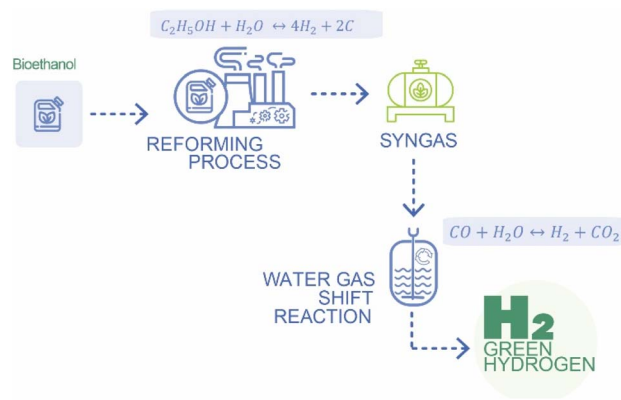 C₂H₅OH + H₂O ↔ 4H₂ + 2C
Bioethanol
REFORMING
PROCESS
SYNGAS
CO + H₂O ↔ H₂ + CO₂
WATER GAS
SHIFT
REACTION
H₂
GREEN
HYDROGEN